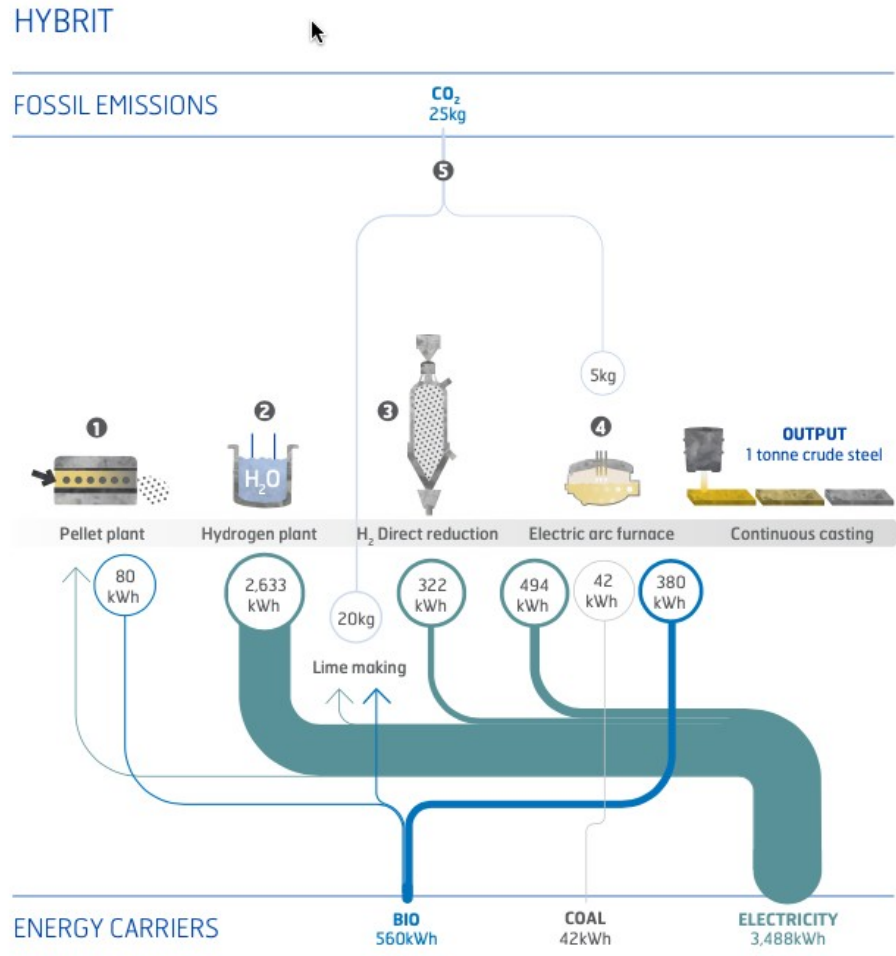 HYBRIT
FOSSIL EMISSIONS
CO₂
25kg
5
5kg
1
2
3
4
H₂O
OUTPUT
1 tonne crude steel
Pellet plant
Hydrogen plant
H₂ Direct reduction
Electric arc furnace
Continuous casting
80
kWh
2,633
kWh
20kg
322
kWh
494
kWh
42
kWh
380
kWh
Lime making
ENERGY CARRIERS
BIO
560kWh
COAL
42kWh
ELECTRICITY
3,488kWh